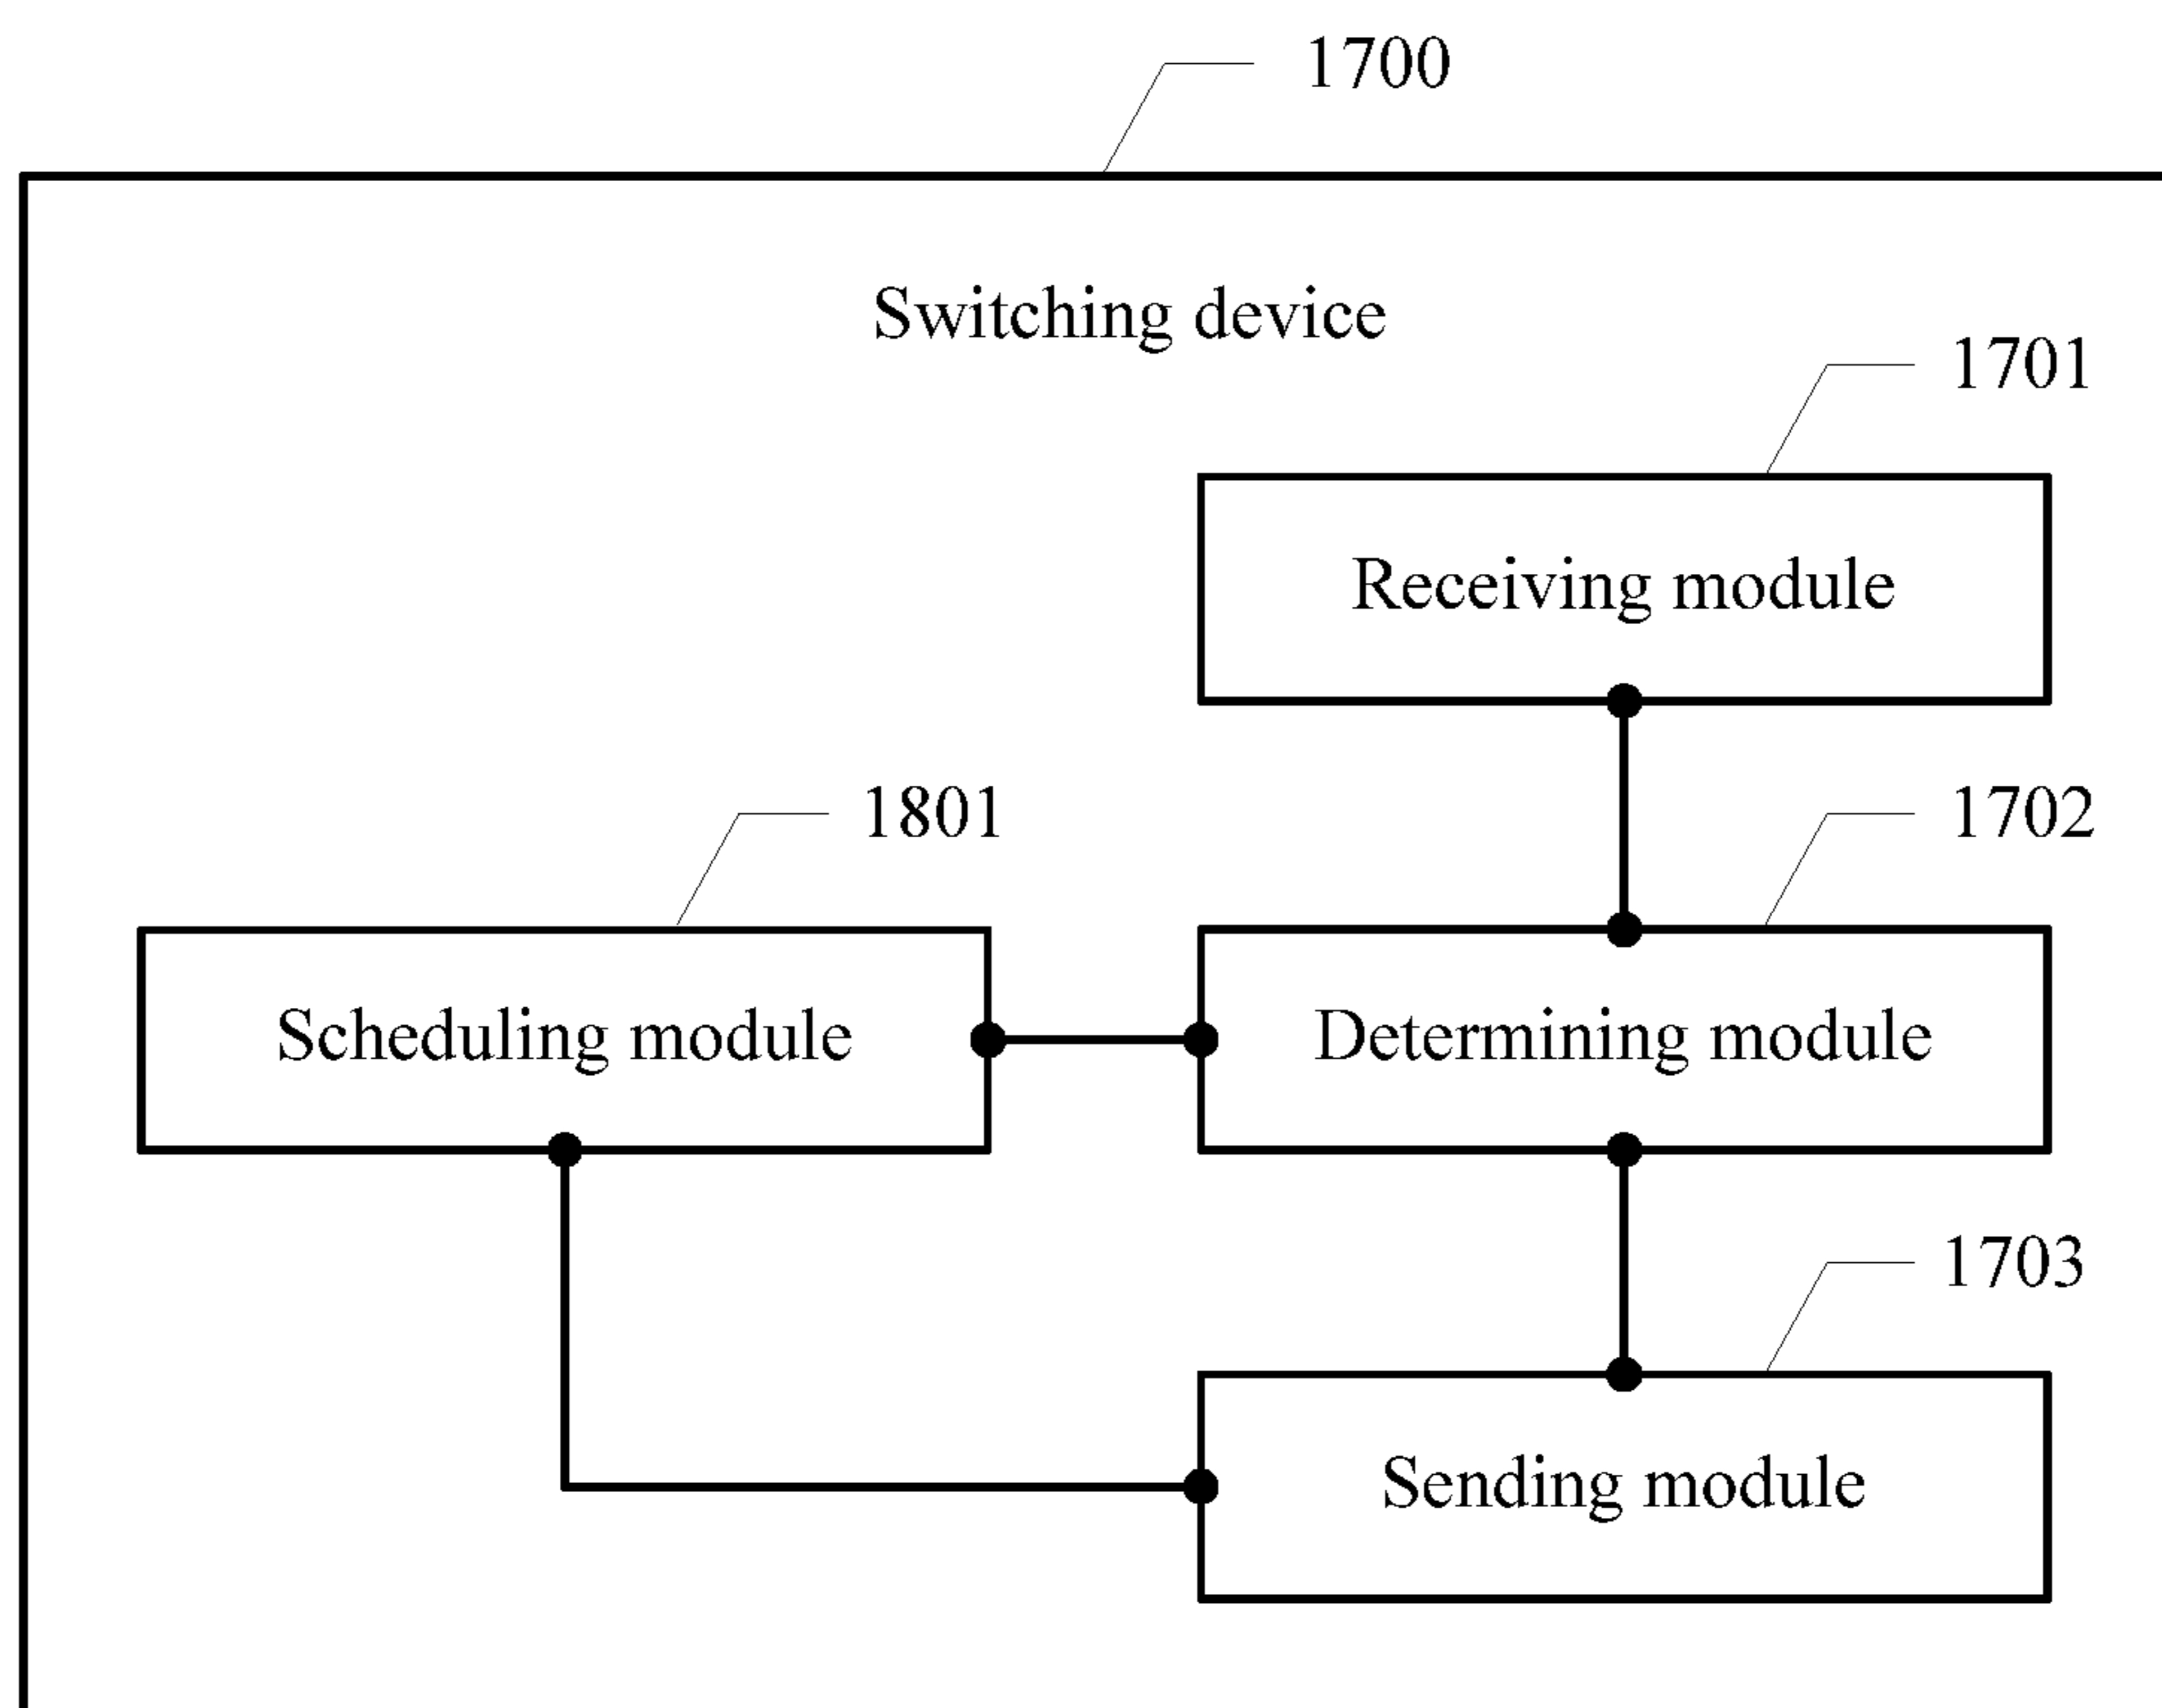 1700
Switching device
1701
Receiving module
1801
1702
Scheduling module
Determining module
1703
Sending module